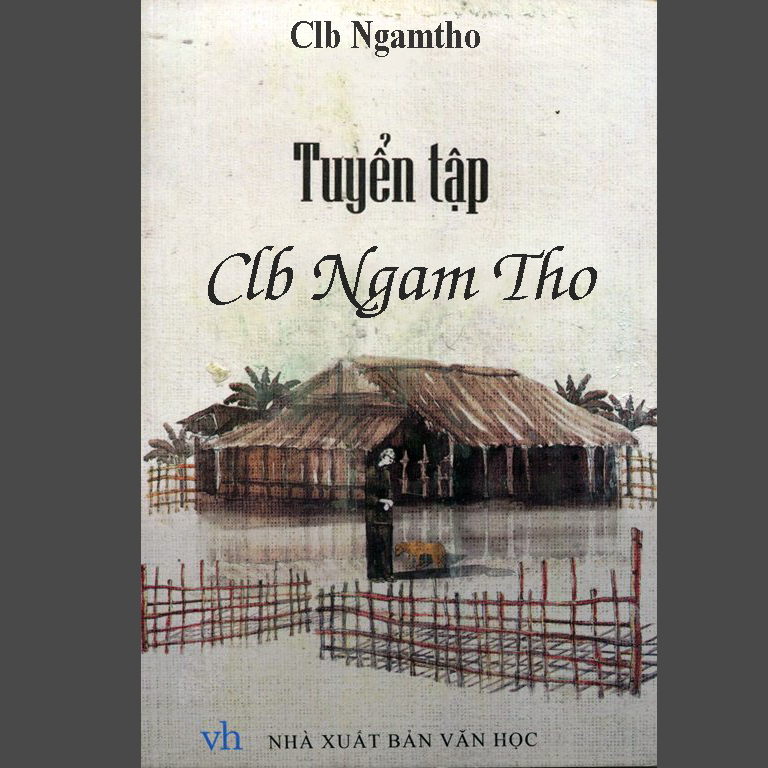 Clb Ngamtho
Tuyển tập
Clb Ngam Tho
vh NHÀ XUẤT BẢN VĂN HỌC